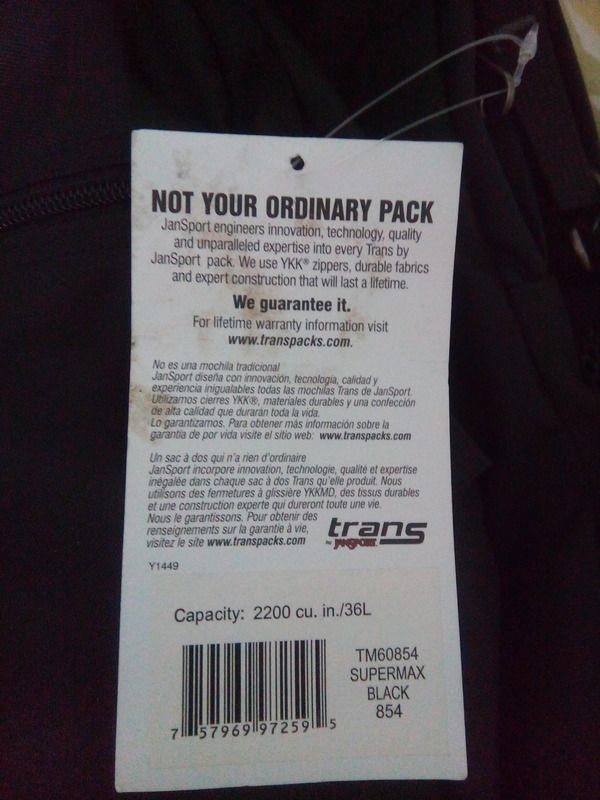 NOT YOUR ORDINARY PACK
JanSport engineers innovation, technology, quality
and unparalleled expertise into every Trans by
JanSport pack. We use YKK® zippers, durable fabrics
and expert construction that will last a lifetime.
We guarantee it.
For lifetime warranty information visit
www.transpacks.com.
No es una mochila tradicional
JanSport diseña con innovación, tecnología, calidad y
experiencia inigualables todas las mochilas Trans de JanSport.
Utilizamos cierres YKK®, materiales durables y una confección
de alta calidad que durarán toda la vida.
Lo garantizamos. Para obtener más información sobre la
garantía de por vida visite el sitio web: www.transpacks.com
Un sac à dos qui n'a rien d'ordinaire
JanSport incorpore innovation, technologie, qualité et expertise
inégalée dans chaque sac à dos Trans qu'elle produit. Nous
utilisons des fermetures à glissière YKKMD, des tissus durables
et une construction experte qui dureront toute une vie.
Nous le garantissons. Pour obtenir des
renseignements sur la garantie à vie,
visitez le site www.transpacks.com
trans
by JANSPORT
Y1449
Capacity: 2200 cu. in./36L
TM60854
SUPERMAX
BLACK
854
7 57969 97259 5